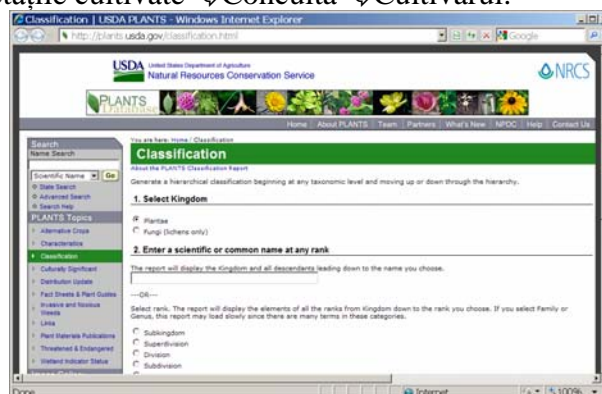 tațile cultivate Conculta Cultivarul.
Classification | USDA PLANTS - Windows Internet Explorer
http://plants.usda.gov/classification.html
Google
USDA United States Department of Agriculture
Natural Resources Conservation Service
NRCS
PLANTS
Database
Home | About PLANTS | Team | Partners | What's New | NPDC | Help | Contact Us
Search
Name Search
Scientific Name Go
State Search
Advanced Search
Search Help
PLANTS Topics
Alternative Crops
Characteristics
Classification
Culturally Significant
Distribution Update
Fact Sheets & Plant Guides
Invasive and Noxious Weeds
Links
Plant Materials Publications
Threatened & Endangered
Wetland Indicator Status
You are here: Home / Classification
Classification
About the PLANTS Classification Report
Generate a hierarchical classification beginning at any taxonomic level and moving up or down through the hierarchy.
1. Select Kingdom
Plantae
Fungi (lichens only)
2. Enter a scientific or common name at any rank
The report will display the Kingdom and all descendants leading down to the name you choose.
---OR---
Select rank. The report will display the elements of all the ranks from Kingdom down to the rank you choose. If you select Family or
Genus, this report may load slowly since there are many terms in these categories.
Subkingdom
Superdivision
Division
Subdivision
Done
Internet
100%